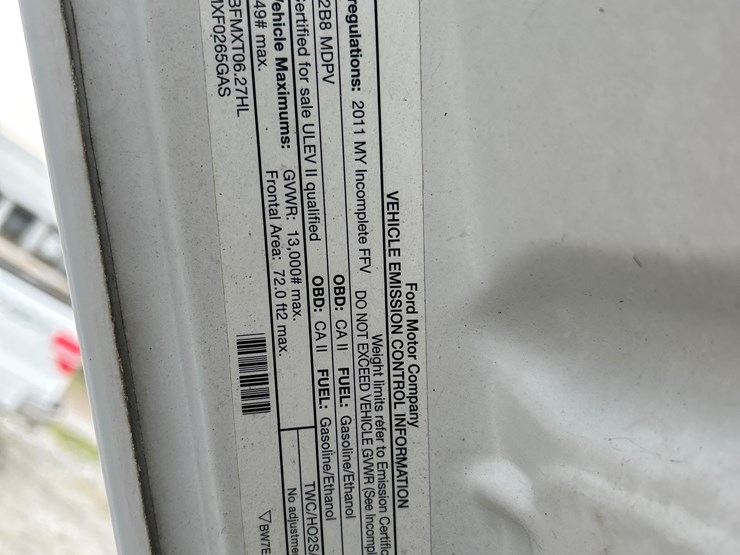 Ford Motor Company
VEHICLE EMISSION CONTROL INFORMATION
Weight limits refer to Emission Certific
regulations: 2011 MY Incomplete FFV DO NOT EXCEED VEHICLE GVWR (See Incompl
OBD: CA II FUEL: Gasoline/Ethanol
2B8 MDPV
OBD: CA II FUEL: Gasoline/Ethanol
ertified for sale ULEV II qualified
TWC/HO2S/
ehicle Maximums: GVWR: 13,000# max.
49# max. Frontal Area: 72.0 ft2 max.
No adjustme
BFMXT06.27HL
1XF0265GAS
▽BW7E